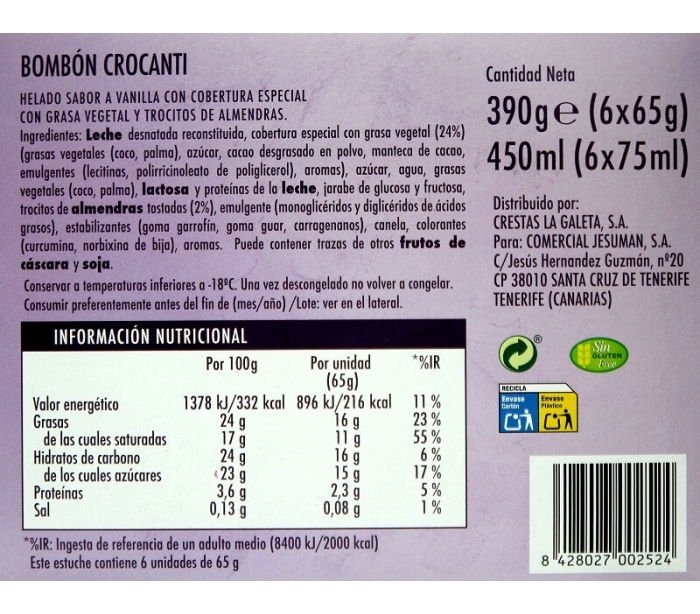 BOMBÓN CROCANTI
HELADO SABOR A VANILLA CON COBERTURA ESPECIAL
CON GRASA VEGETAL Y TROCITOS DE ALMENDRAS.
Ingredientes: Leche desnatada reconstituida, cobertura especial con grasa vegetal (24%)
(grasas vegetales (coco, palma), azúcar, cacao desgrasado en polvo, manteca de cacao,
emulgentes (lecitinas, polirricinoleato de poliglicerol), aromas), azúcar, agua, grasas
vegetales (coco, palma), lactosa y proteínas de la leche, jarabe de glucosa y fructosa,
trocitos de almendras tostadas (2%), emulgente (monoglicéridos y diglicéridos de ácidos
grasos), estabilizantes (goma garrofín, goma guar, carragenanos), canela, colorantes
(curcumina, norbixina de bija), aromas. Puede contener trazas de otros frutos de
cáscara y soja.
Conservar a temperaturas inferiores a -18ºC. Una vez descongelado no volver a congelar.
Consumir preferentemente antes del fin de (mes/año) /Lote: ver en el lateral.
INFORMACIÓN NUTRICIONAL
Por 100g Por unidad (65g) *%IR
Valor energético 1378 kJ/332 kcal 896 kJ/216 kcal 11 %
Grasas 24 g 16 g 23 %
de las cuales saturadas 17 g 11 g 55 %
Hidratos de carbono 24 g 16 g 6 %
de los cuales azúcares 23 g 15 g 17 %
Proteínas 3,6 g 2,3 g 5 %
Sal 0,13 g 0,08 g 1 %
*%IR: Ingesta de referencia de un adulto medio (8400 kJ/2000 kcal)
Este estuche contiene 6 unidades de 65 g
Cantidad Neta
390g℮ (6x65g)
450ml (6x75ml)
Distribuido por:
CRESTAS LA GALETA, S.A.
Para: COMERCIAL JESUMAN, S.A.
C/Jesús Hernandez Guzmán, nº20
CP 38010 SANTA CRUZ DE TENERIFE
TENERIFE (CANARIAS)
®
Sin
GLUTEN
Free
RECICLA
Envase Cartón
Envase Plástico
8 428027 002524